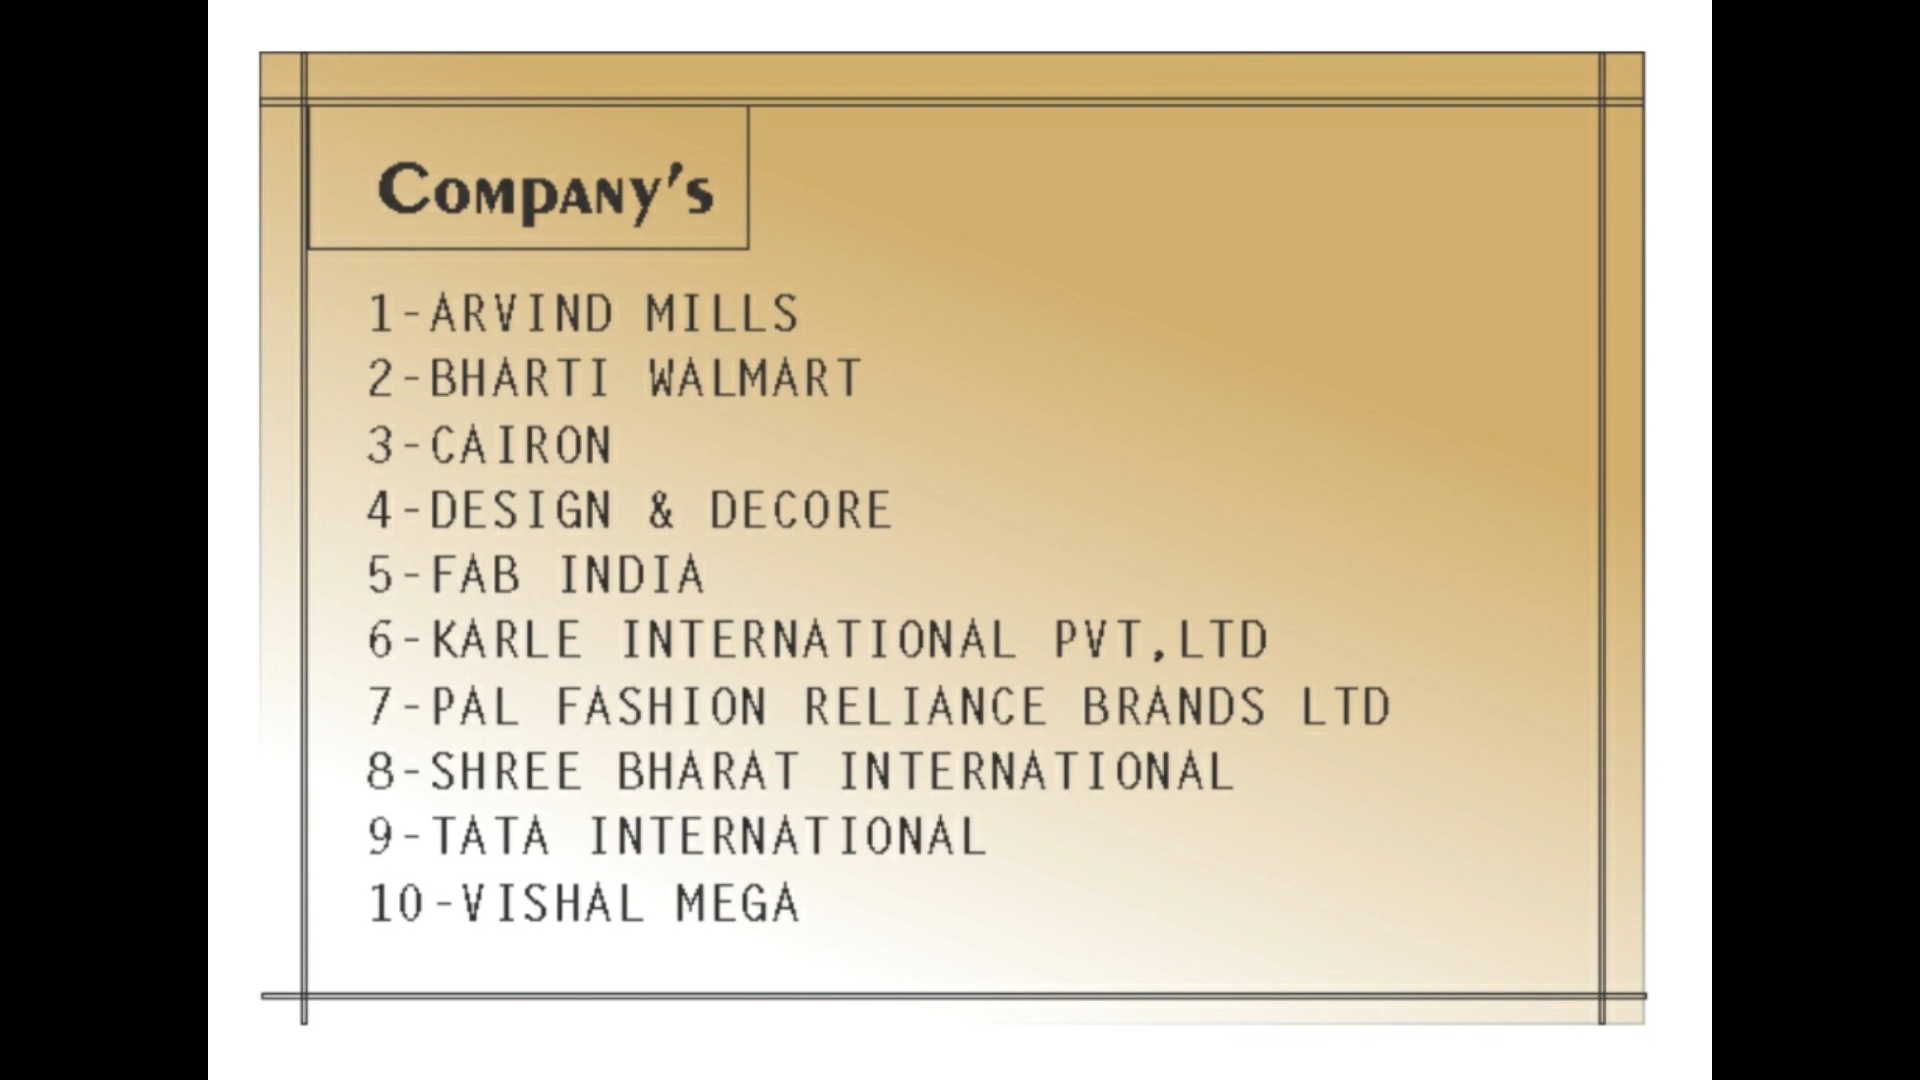 Company's
1-ARVIND MILLS
2-BHARTI WALMART
3-CAIRON
4-DESIGN & DECORE
5-FAB INDIA
6-KARLE INTERNATIONAL PVT,LTD
7-PAL FASHION RELIANCE BRANDS LTD
8-SHREE BHARAT INTERNATIONAL
9-TATA INTERNATIONAL
10-VISHAL MEGA